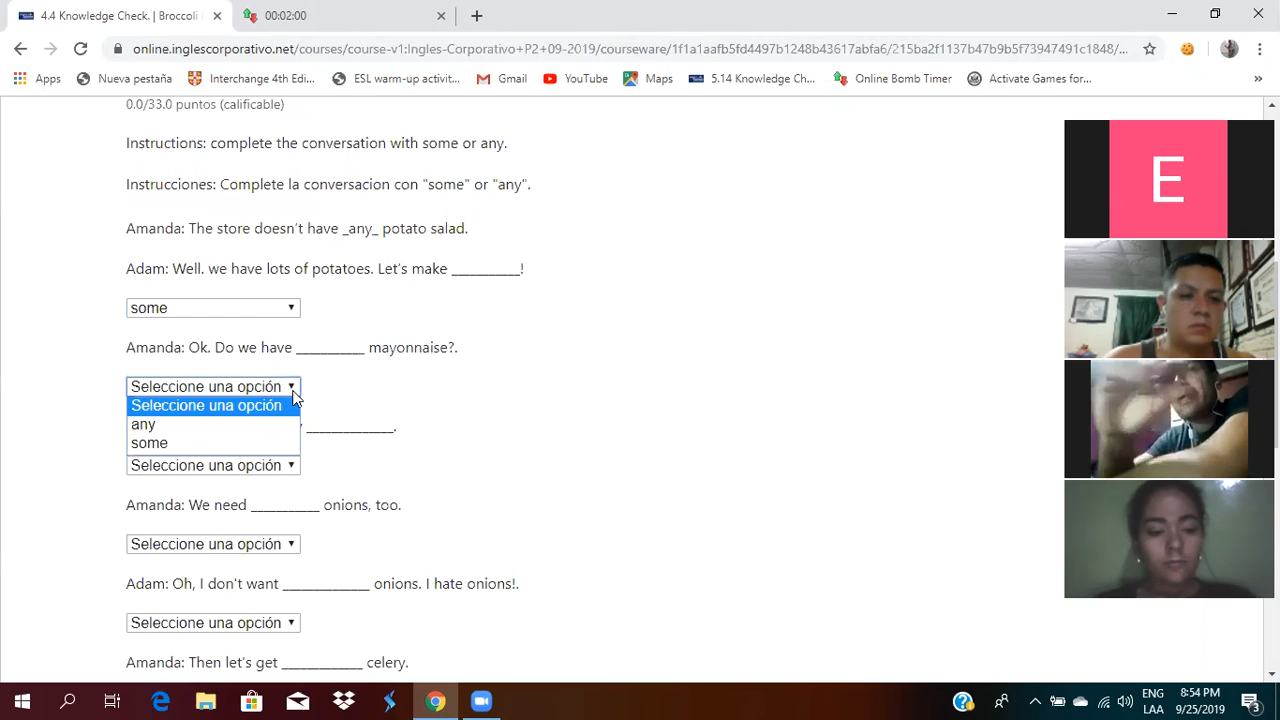 4.4 Knowledge Check. | Broccoli
00:02:00
online.inglescorporativo.net/courses/course-v1:Ingles-Corporativo+P2+09-2019/courseware/1f1a1aafb5fd4497b1248b43617abfa6/215ba2f1137b47b9b5f73947491c1848/...
Apps
Nueva pestaña
Interchange 4th Edi...
ESL warm-up activit...
Gmail
YouTube
Maps
5.14 Knowledge Ch...
Online Bomb Timer
Activate Games for...
0.0/33.0 puntos (calificable)
Instructions: complete the conversation with some or any.
Instrucciones: Complete la conversacion con "some" or "any".
Amanda: The store doesn't have _any_ potato salad.
Adam: Well. we have lots of potatoes. Let's make __________!
some
Amanda: Ok. Do we have __________ mayonnaise?.
Seleccione una opción
Seleccione una opción
any
some
_____________.
Seleccione una opción
Amanda: We need __________ onions, too.
Seleccione una opción
Adam: Oh, I don't want _____________ onions. I hate onions!.
Seleccione una opción
Amanda: Then let's get ____________ celery.
E
ENG
LAA
8:54 PM
9/25/2019
3